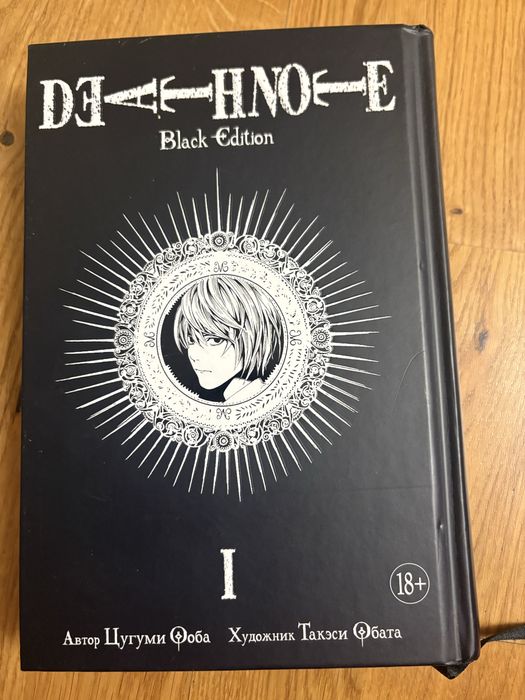 DEATH NOTE
Black Edition
I
18+
Автор Цугуми Ооба Художник Такэси Обата